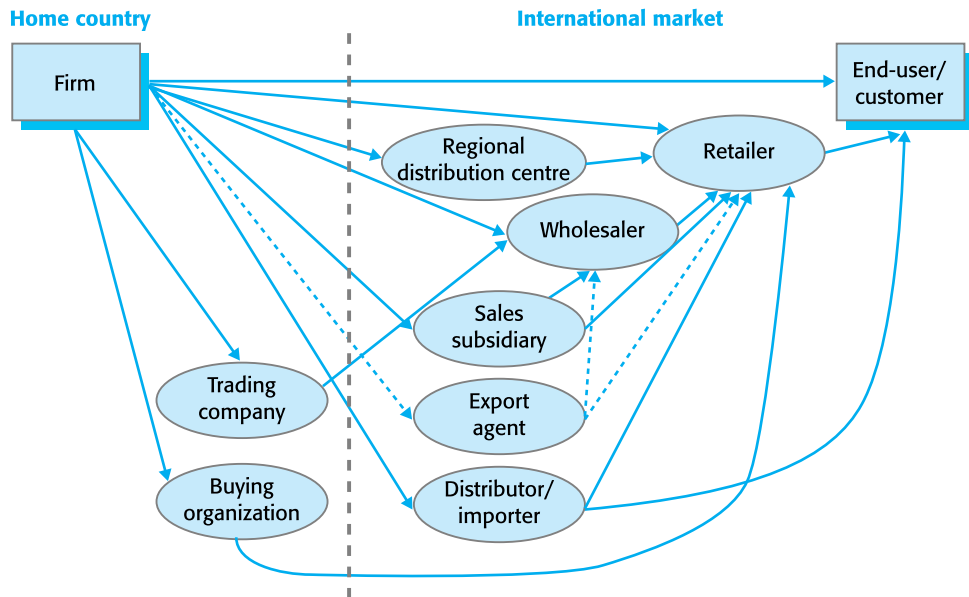 Home country
International market
Firm
End-user/
customer
Regional
distribution centre
Retailer
Wholesaler
Sales
subsidiary
Trading
company
Export
agent
Buying
organization
Distributor/
importer